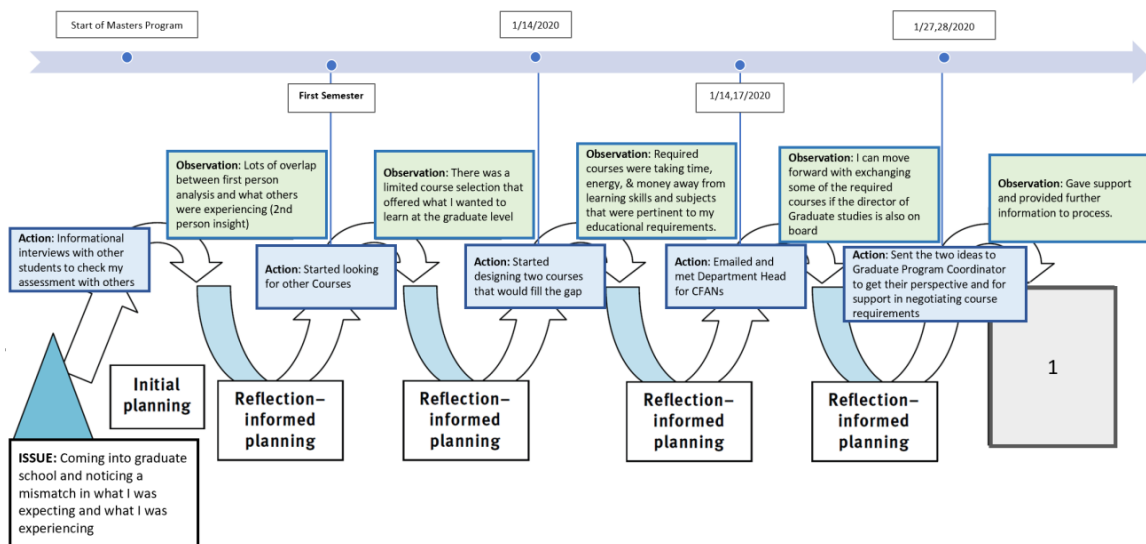 Start of Masters Program
1/14/2020
1/27,28/2020
First Semester
1/14,17/2020
Observation: Lots of overlap
between first person
analysis and what others
were experiencing (2nd
person insight)
Observation: There was a
limited course selection that
offered what I wanted to
learn at the graduate level
Observation: Required
courses were taking time,
energy, & money away from
learning skills and subjects
that were pertinent to my
educational requirements.
Observation: I can move
forward with exchanging
some of the required
courses if the director of
Graduate studies is also on
board
Observation: Gave support
and provided further
information to process.
Action: Informational
interviews with other
students to check my
assessment with others
Action: Started looking
for other Courses
Action: Started
designing two courses
that would fill the gap
Action: Emailed and
met Department Head
for CFANs
Action: Sent the two ideas to
Graduate Program Coordinator
to get their perspective and for
support in negotiating course
requirements
Initial
planning
Reflection–
informed
planning
Reflection–
informed
planning
Reflection–
informed
planning
Reflection–
informed
planning
1
ISSUE: Coming into graduate
school and noticing a
mismatch in what I was
expecting and what I was
experiencing